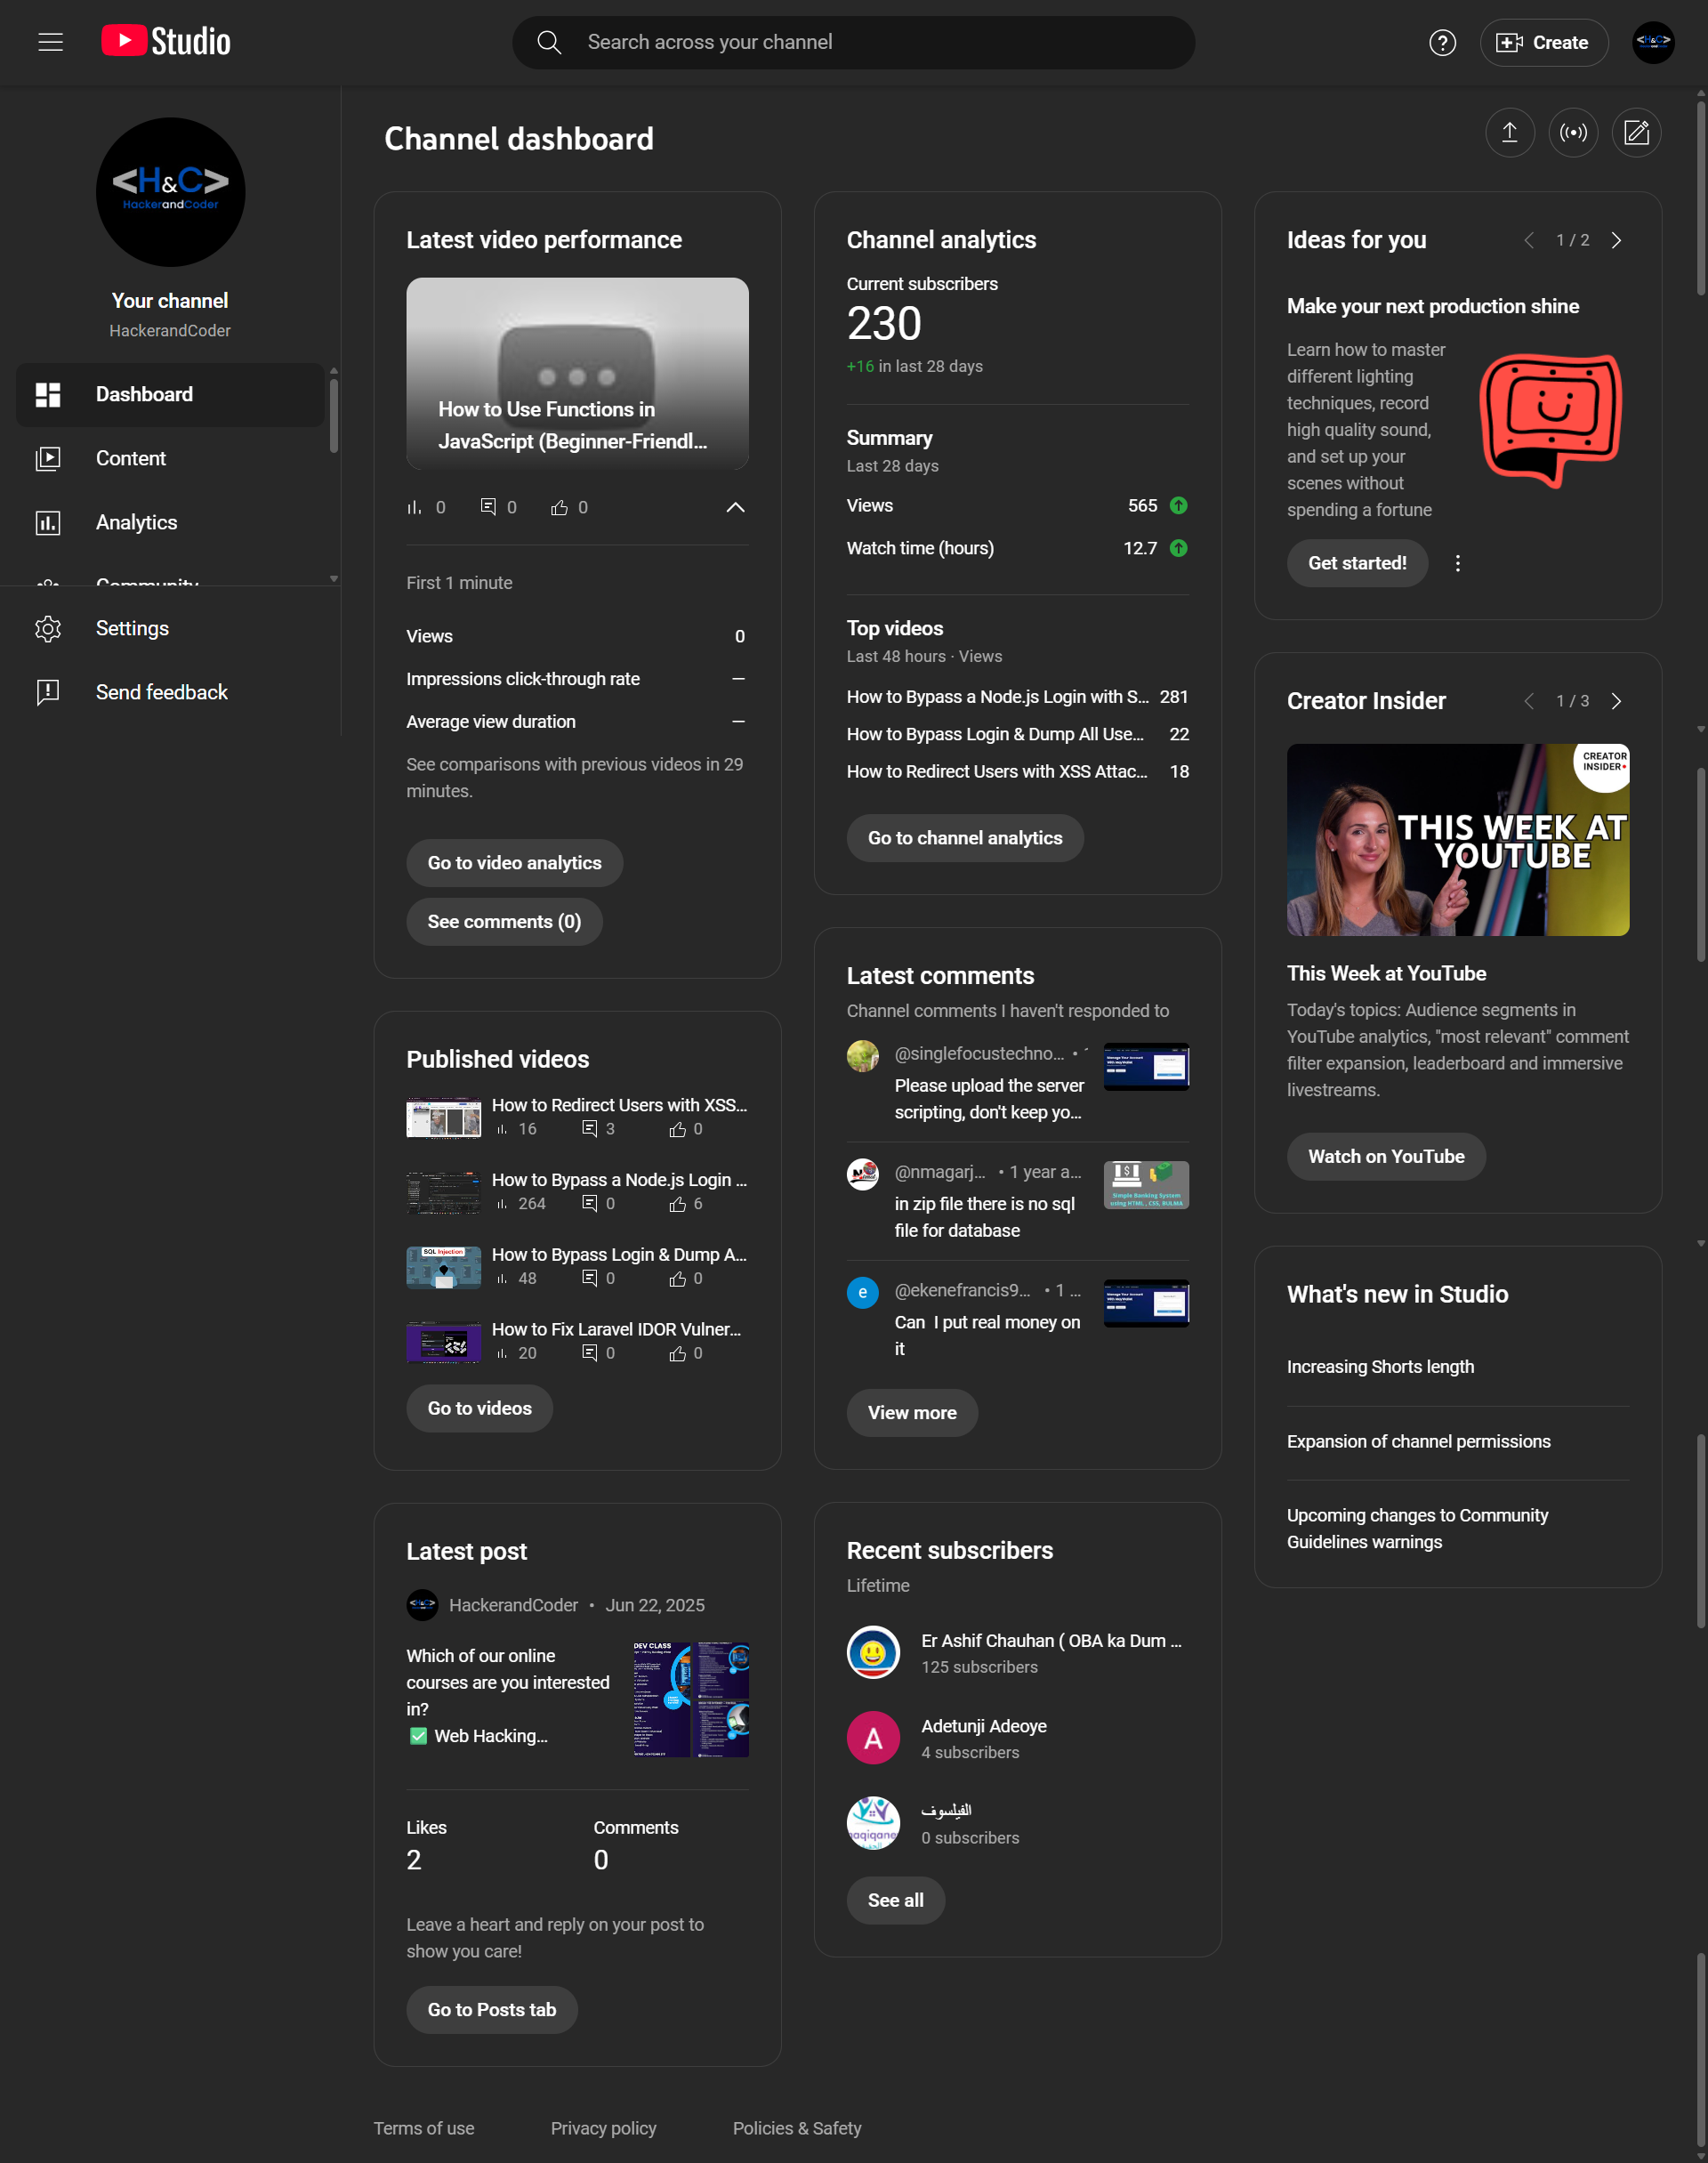 Studio
Search across your channel
Create
<H&C>
HackerandCoder
Your channel
HackerandCoder
Dashboard
Content
Analytics
Community
Settings
Send feedback
Channel dashboard
Latest video performance
How to Use Functions in
JavaScript (Beginner-Friendl...
0 0 0
First 1 minute
Views 0
Impressions click-through rate —
Average view duration —
See comparisons with previous videos in 29
minutes.
Go to video analytics
See comments (0)
Published videos
How to Redirect Users with XSS...
16 3 0
How to Bypass a Node.js Login ...
264 0 6
SQL Injection
How to Bypass Login & Dump A...
48 0 0
How to Fix Laravel IDOR Vulner...
20 0 0
Go to videos
Latest post
HackerandCoder • Jun 22, 2025
Which of our online
courses are you interested
in?
✅ Web Hacking...
DEV CLASS
Likes Comments
2 0
Leave a heart and reply on your post to
show you care!
Go to Posts tab
Channel analytics
Current subscribers
230
+16 in last 28 days
Summary
Last 28 days
Views 565
Watch time (hours) 12.7
Top videos
Last 48 hours · Views
How to Bypass a Node.js Login with S... 281
How to Bypass Login & Dump All Use... 22
How to Redirect Users with XSS Attac... 18
Go to channel analytics
Latest comments
Channel comments I haven't responded to
@singlefocustechno... •
Please upload the server
scripting, don't keep yo...
@nmagarj... • 1 year a...
in zip file there is no sql
file for database
Simple Banking System
using HTML , CSS, BULMA
e
@ekenefrancis9... • 1 ...
Can I put real money on
it
View more
Recent subscribers
Lifetime
Er Ashif Chauhan ( OBA ka Dum ...
125 subscribers
A
Adetunji Adeoye
4 subscribers
الفيلسوف
0 subscribers
See all
Ideas for you 1 / 2
Make your next production shine
Learn how to master
different lighting
techniques, record
high quality sound,
and set up your
scenes without
spending a fortune
Get started!
Creator Insider 1 / 3
CREATOR
INSIDER
THIS WEEK AT
YOUTUBE
This Week at YouTube
Today's topics: Audience segments in
YouTube analytics, "most relevant" comment
filter expansion, leaderboard and immersive
livestreams.
Watch on YouTube
What's new in Studio
Increasing Shorts length
Expansion of channel permissions
Upcoming changes to Community
Guidelines warnings
Terms of use Privacy policy Policies & Safety